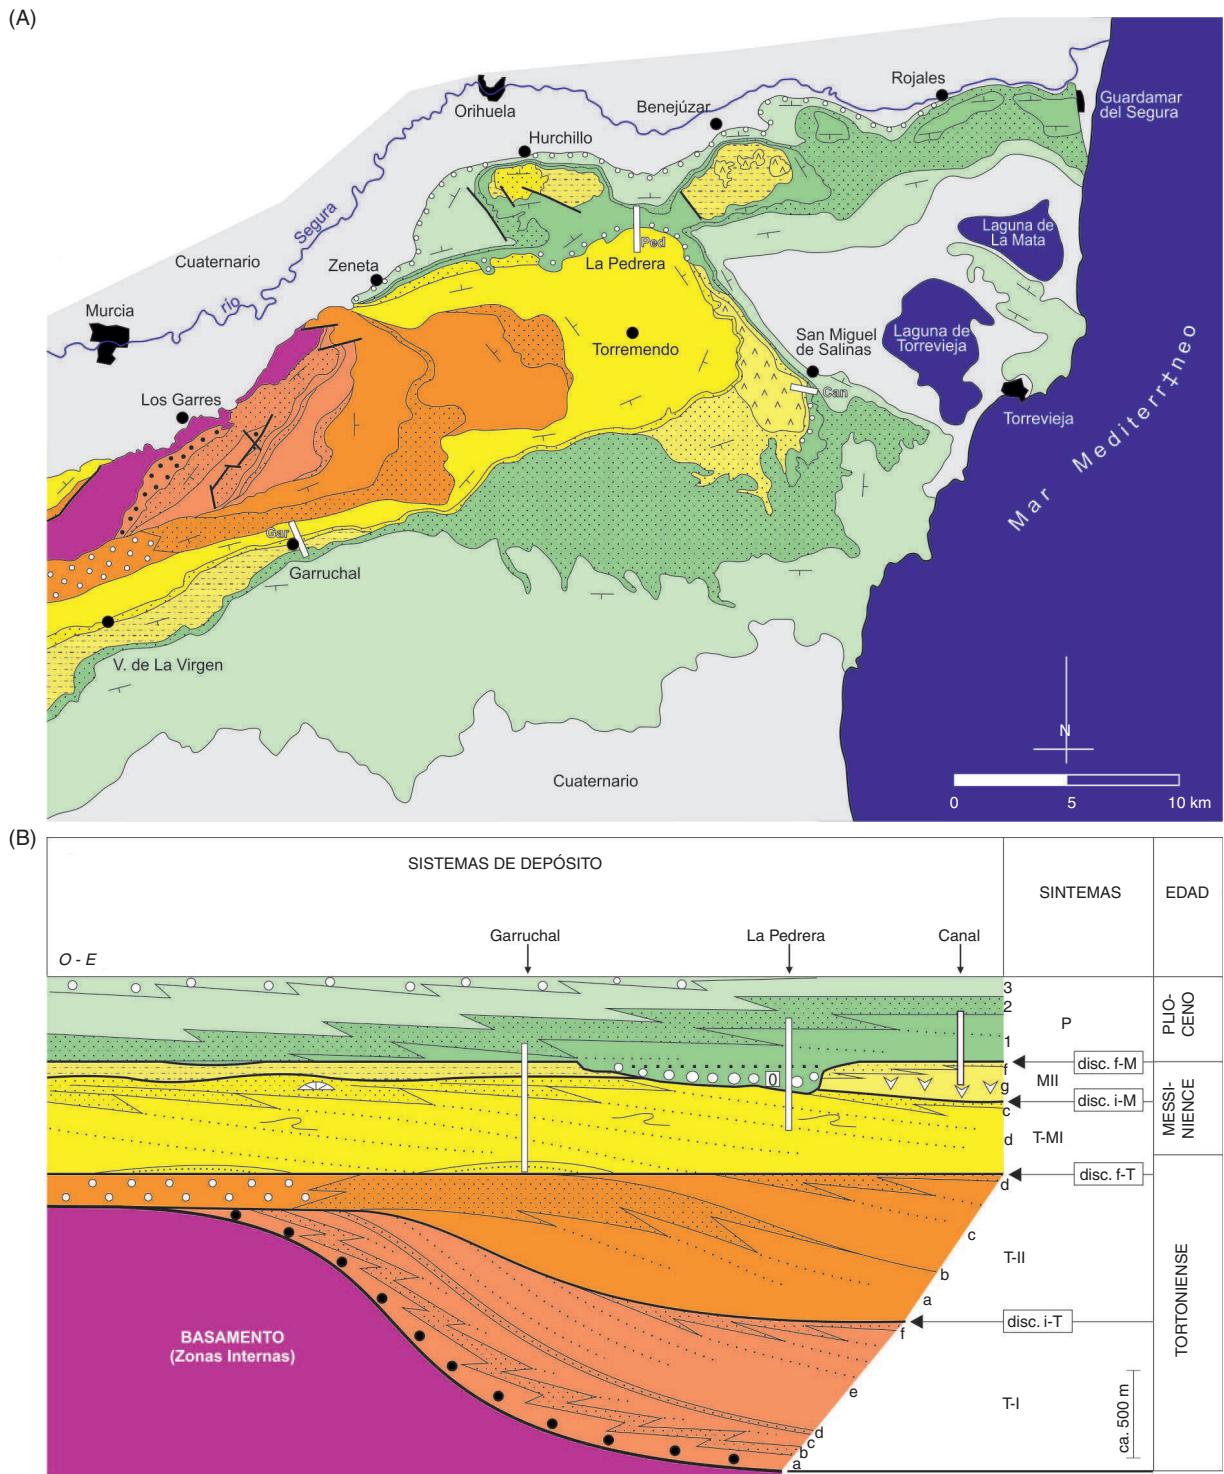 (A)
Orihuela
Rojales
Benejúzar
Guardamar
del Segura
Hurchillo
Segura
río
Laguna de
La Mata
Cuaternario
Zeneta
Ped
La Pedrera
Murcia
San Miguel
de Salinas
Laguna de
Torrevieja
Torremendo
Los Garres
Can
Torrevieja
Mar Mediterr‡neo
Gar
Garruchal
V. de La Virgen
N
Cuaternario
0 5 10 km
(B)
SISTEMAS DE DEPÓSITO
SINTEMAS
EDAD
O - E
Garruchal
La Pedrera
Canal
3
2
P
1
PLIO-
CENO
disc. f-M
f
MII
g
0
disc. i-M
c
MESSI-
NIENCE
d
T-MI
disc. f-T
d
c
T-II
b
a
disc. i-T
f
TORTONIENSE
BASAMENTO
(Zonas Internas)
e
T-I
ca. 500 m
d
c
b
a